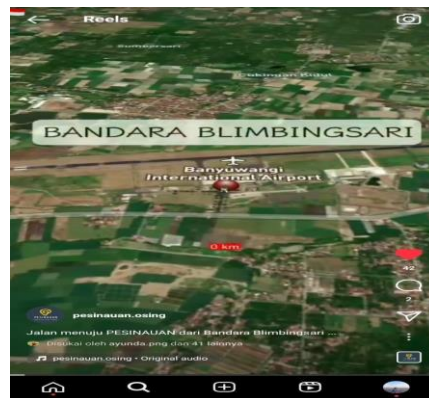 Reels
BANDARA BLIMBINGSARI
Banyuwangi
International Airport
0 km
42
2
pesinauan.osing
Jalan menuju PESINAUAN dari Bandara Blimbingsari ...
Disukai oleh ayunda.png dan 41 lainnya
pesinauan.osing • Original audio